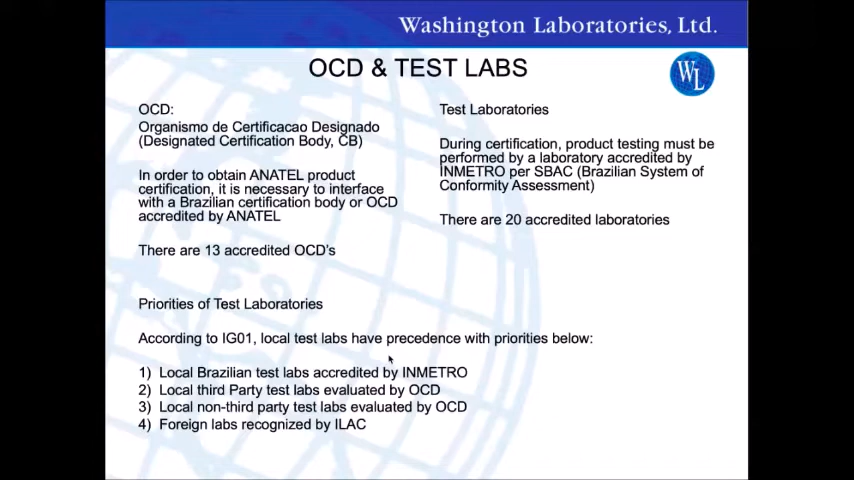 Washington Laboratories, Ltd.
OCD & TEST LABS
WL
OCD:
Organismo de Certificacao Designado
(Designated Certification Body, CB)
In order to obtain ANATEL product
certification, it is necessary to interface
with a Brazilian certification body or OCD
accredited by ANATEL
There are 13 accredited OCD's
Test Laboratories
During certification, product testing must be
performed by a laboratory accredited by
INMETRO per SBAC (Brazilian System of
Conformity Assessment)
There are 20 accredited laboratories
Priorities of Test Laboratories
According to IG01, local test labs have precedence with priorities below:
1) Local Brazilian test labs accredited by INMETRO
2) Local third Party test labs evaluated by OCD
3) Local non-third party test labs evaluated by OCD
4) Foreign labs recognized by ILAC